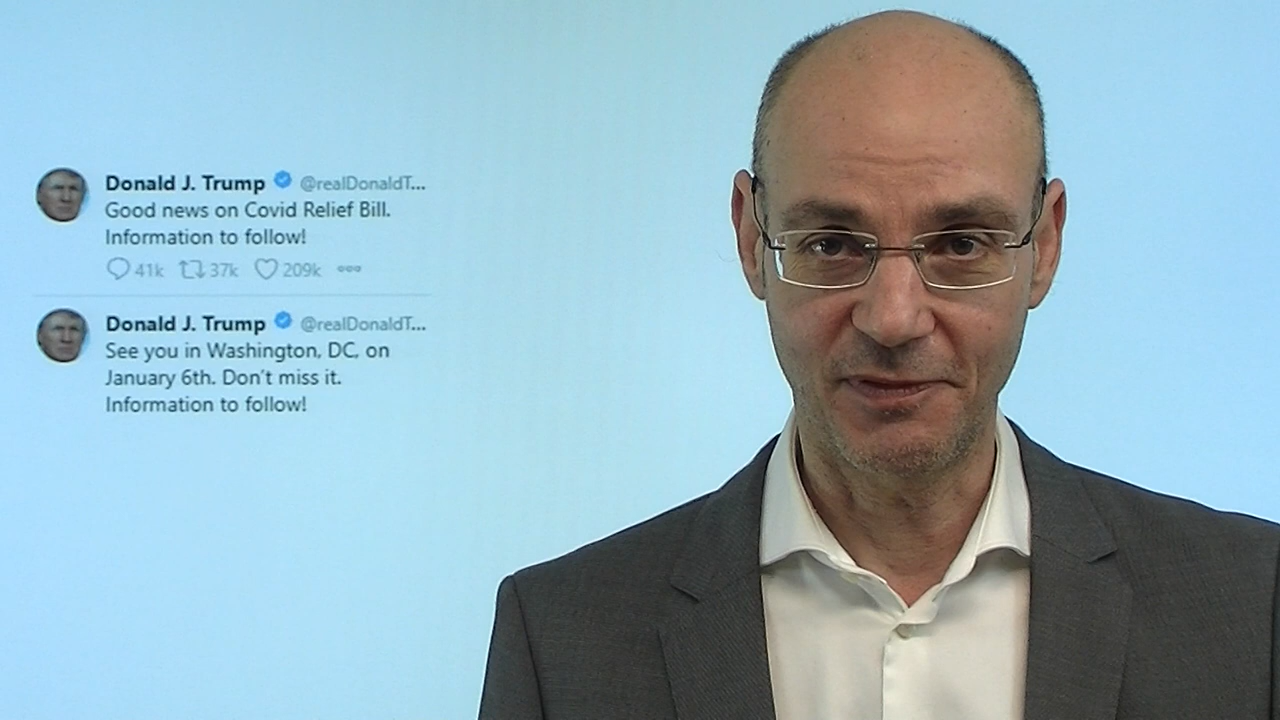 Donald J. Trump @realDonaldT...
Good news on Covid Relief Bill.
Information to follow!
41k 37k 209k
Donald J. Trump @realDonaldT...
See you in Washington, DC, on
January 6th. Don't miss it.
Information to follow!